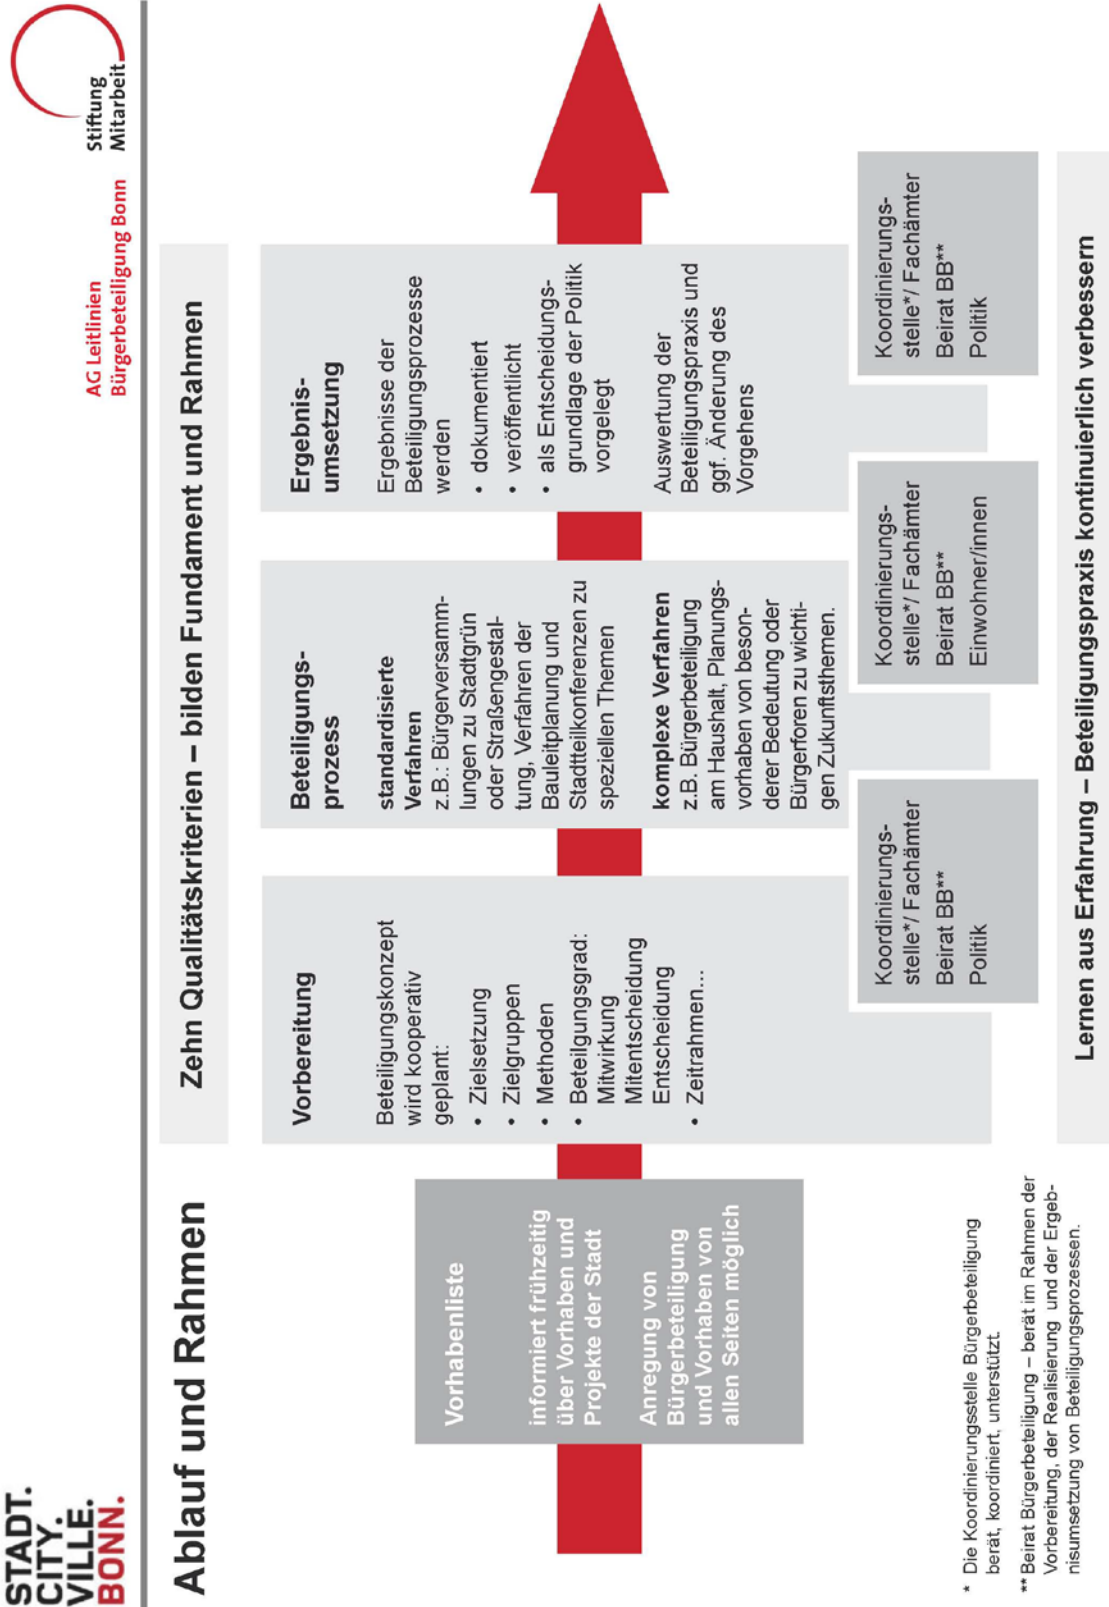 STADT.
CITY.
VILLE.
BONN.
AG Leitlinien
Bürgerbeteiligung Bonn
Stiftung
Mitarbeit
Ablauf und Rahmen
Zehn Qualitätskriterien – bilden Fundament und Rahmen
Vorhabenliste
informiert frühzeitig
über Vorhaben und
Projekte der Stadt
Anregung von
Bürgerbeteiligung
und Vorhaben von
allen Seiten möglich
Vorbereitung
Beteiligungskonzept
wird kooperativ
geplant:
• Zielsetzung
• Zielgruppen
• Methoden
• Beteilgungsgrad:
Mitwirkung
Mitentscheidung
Entscheidung
• Zeitrahmen...
Koordinierungs-
stelle*/ Fachämter
Beirat BB**
Politik
Beteiligungs-
prozess
standardisierte
Verfahren
z.B.: Bürgerversamm-
lungen zu Stadtgrün
oder Straßengestal-
tung, Verfahren der
Bauleitplanung und
Stadtteilkonferenzen zu
speziellen Themen
komplexe Verfahren
z.B. Bürgerbeteiligung
am Haushalt, Planungs-
vorhaben von beson-
derer Bedeutung oder
Bürgerforen zu wichti-
gen Zukunftsthemen.
Koordinierungs-
stelle*/ Fachämter
Beirat BB**
Einwohner/innen
Ergebnis-
umsetzung
Ergebnisse der
Beteiligungsprozesse
werden
• dokumentiert
• veröffentlicht
• als Entscheidungs-
grundlage der Politik
vorgelegt
Auswertung der
Beteiligungspraxis und
ggf. Änderung des
Vorgehens
Koordinierungs-
stelle*/ Fachämter
Beirat BB**
Politik
Lernen aus Erfahrung – Beteiligungspraxis kontinuierlich verbessern
* Die Koordinierungsstelle Bürgerbeteiligung
berät, koordiniert, unterstützt.
** Beirat Bürgerbeteiligung – berät im Rahmen der
Vorbereitung, der Realisierung und der Ergeb-
nisumsetzung von Beteiligungsprozessen.